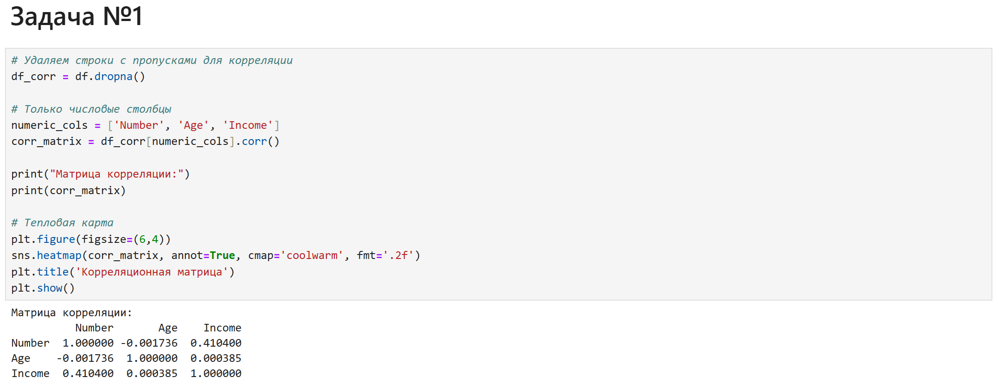 Задача №1
# Удаляем строки с пропусками для корреляции
df_corr = df.dropna()
# Только числовые столбцы
numeric_cols = ['Number', 'Age', 'Income']
corr_matrix = df_corr[numeric_cols].corr()
print("Матрица корреляции:")
print(corr_matrix)
# Тепловая карта
plt.figure(figsize=(6,4))
sns.heatmap(corr_matrix, annot=True, cmap='coolwarm', fmt='.2f')
plt.title('Корреляционная матрица')
plt.show()
Матрица корреляции:
Number Age Income
Number 1.000000 -0.001736 0.410400
Age -0.001736 1.000000 0.000385
Income 0.410400 0.000385 1.000000